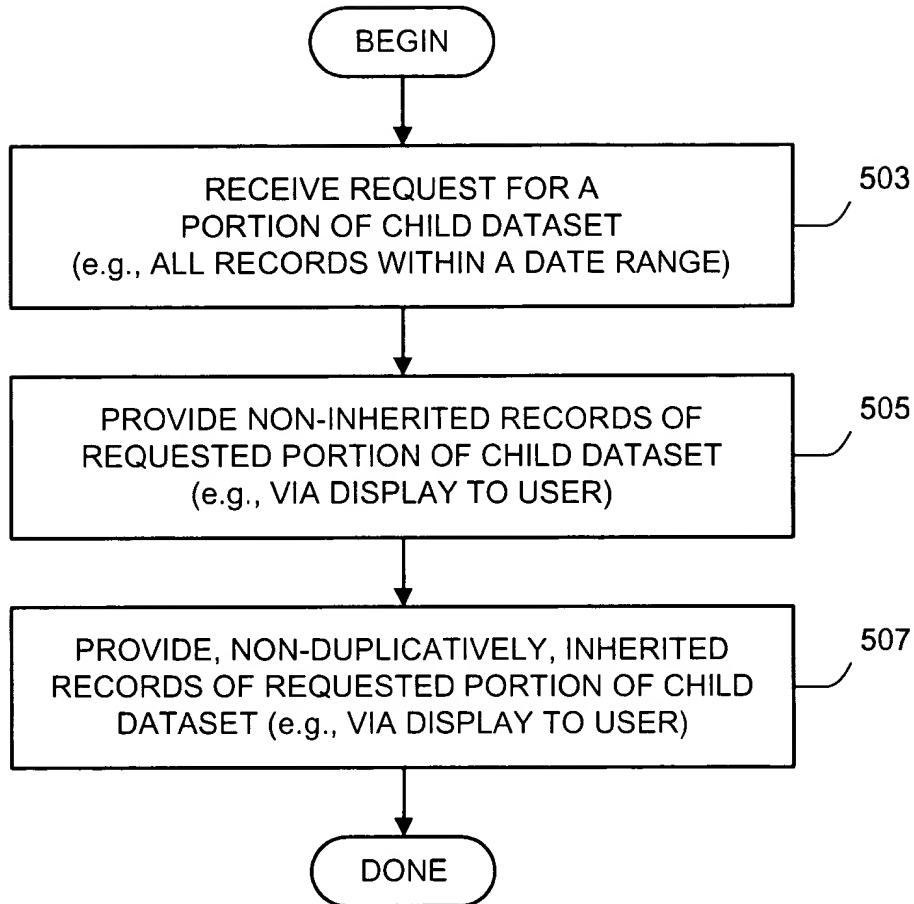 BEGIN
RECEIVE REQUEST FOR A
PORTION OF CHILD DATASET
(e.g., ALL RECORDS WITHIN A DATE RANGE)
503
PROVIDE NON-INHERITED RECORDS OF
REQUESTED PORTION OF CHILD DATASET
(e.g., VIA DISPLAY TO USER)
505
PROVIDE, NON-DUPLICATIVELY, INHERITED
RECORDS OF REQUESTED PORTION OF CHILD
DATASET (e.g., VIA DISPLAY TO USER)
507
DONE